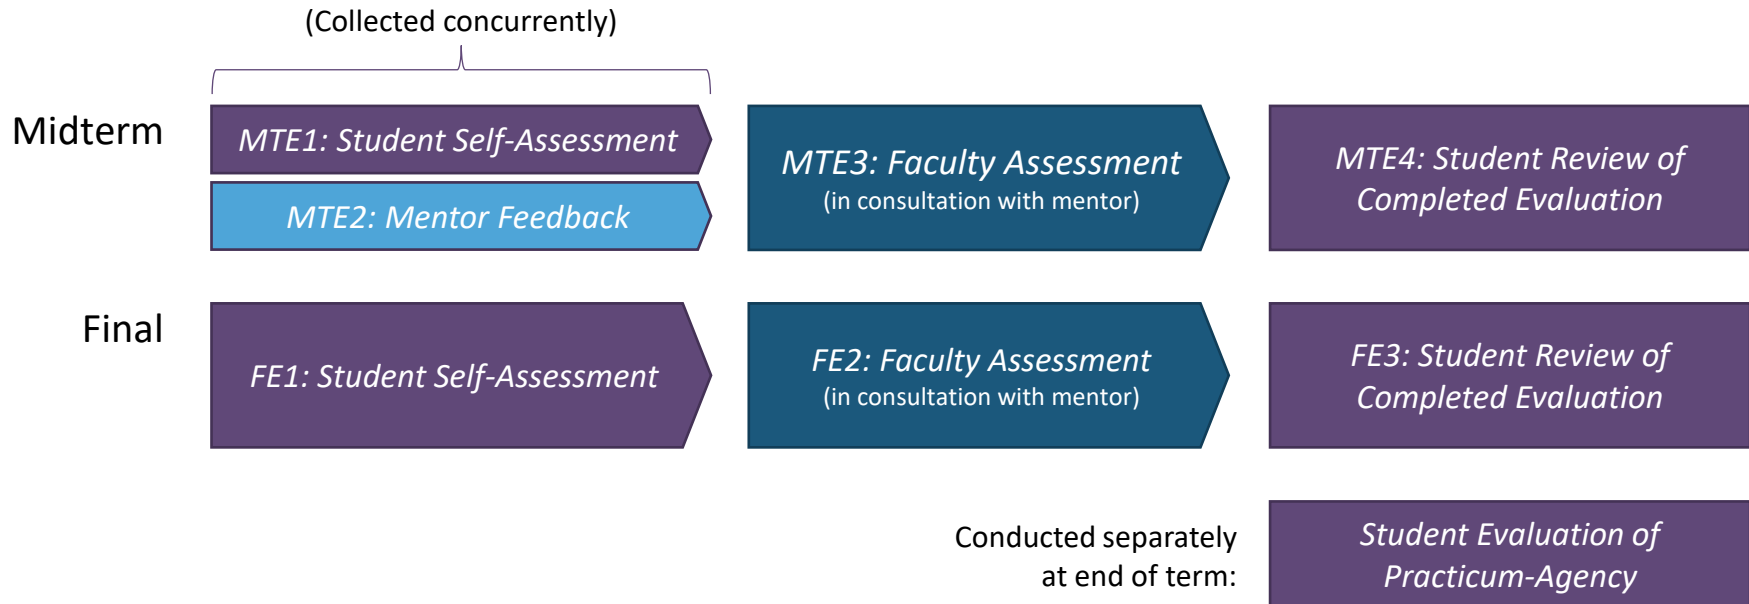 (Collected concurrently)
Midterm
MTE1: Student Self-Assessment
MTE2: Mentor Feedback
MTE3: Faculty Assessment
(in consultation with mentor)
MTE4: Student Review of
Completed Evaluation
Final
FE1: Student Self-Assessment
FE2: Faculty Assessment
(in consultation with mentor)
FE3: Student Review of
Completed Evaluation
Conducted separately
at end of term:
Student Evaluation of
Practicum-Agency